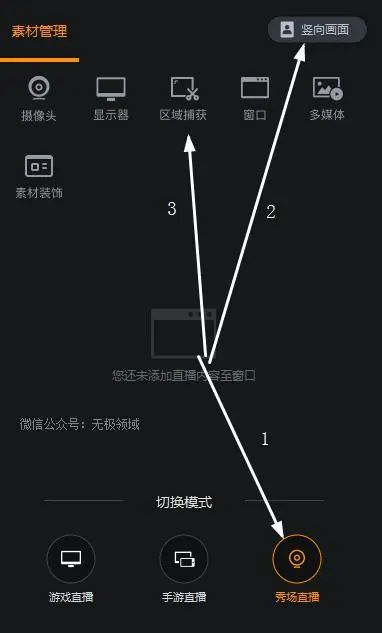 素材管理
竖向画面
摄像头
显示器
区域捕获
窗口
多媒体
素材装饰
3
2
您还未添加直播内容至窗口
微信公众号：无极领域
1
切换模式
游戏直播
手游直播
秀场直播